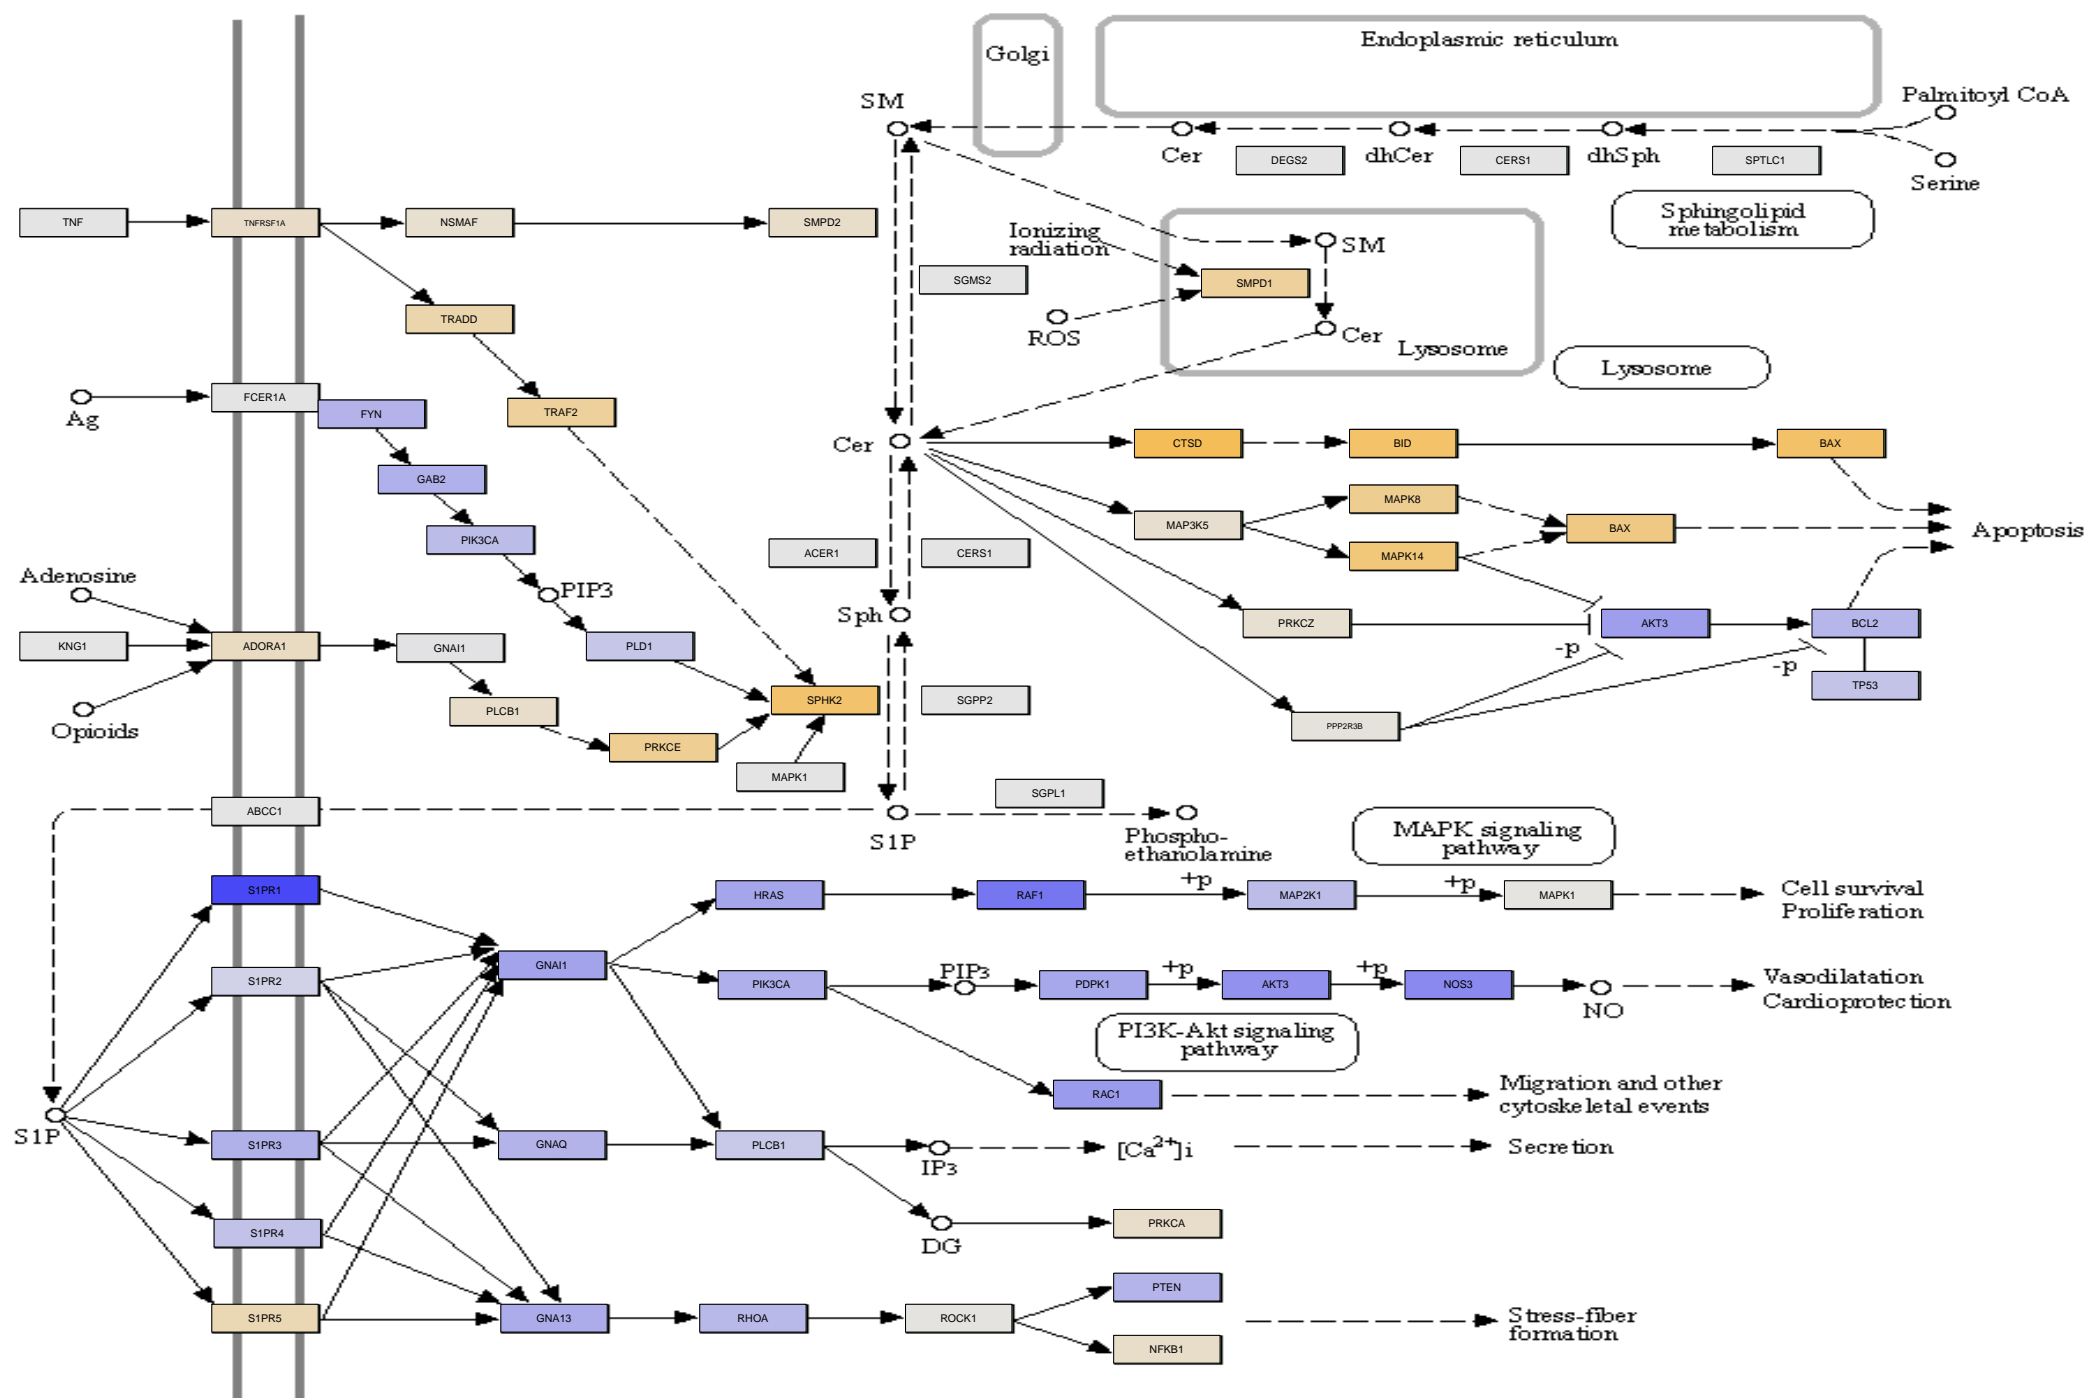 Golgi
Endoplasmic reticulum
SM
Palmitoyl CoA
Cer
DEGS2
dhCer
CERS1
dhSph
SPTLC1
Serine
TNF
TNFRSF1A
NSMAF
SMPD2
Ionizing
radiation
SM
Sphingolipid
metabolism
SGMS2
SMPD1
TRADD
ROS
Cer
Lysosome
Lysosome
Ag
FCER1A
FYN
TRAF2
Cer
CTSD
BID
BAX
GAB2
MAPK8
PIK3CA
MAP3K5
BAX
Apoptosis
ACER1
CERS1
MAPK14
Adenosine
PIP3
Sph
PRKCZ
AKT3
BCL2
KNG1
ADORA1
GNAI1
PLD1
-p
-p
TP53
Opioids
PLCB1
SPHK2
SGPP2
PPP2R3B
PRKCE
MAPK1
ABCC1
SGPL1
S1P
Phospho-
ethanolamine
MAPK signaling
pathway
S1PR1
HRAS
RAF1
+p
MAP2K1
+p
MAPK1
Cell survival
Proliferation
GNAI1
S1PR2
PIK3CA
PIP3
PDPK1
+p
AKT3
+p
NOS3
NO
Vasodilatation
Cardioprotection
PI3K-Akt signaling
pathway
RAC1
Migration and other
cytoskeletal events
S1P
S1PR3
GNAQ
PLCB1
IP3
[Ca2+]i
Secretion
S1PR4
DG
PRKCA
PTEN
S1PR5
GNA13
RHOA
ROCK1
Stress-fiber
formation
NFKB1